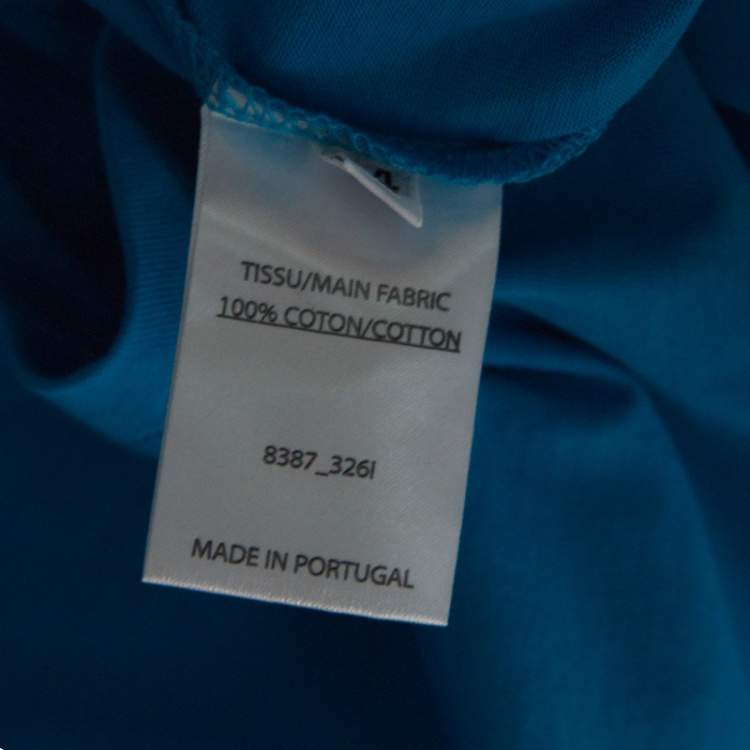 TISSU/MAIN FABRIC
100% COTON/COTTON
8387_326I
MADE IN PORTUGAL